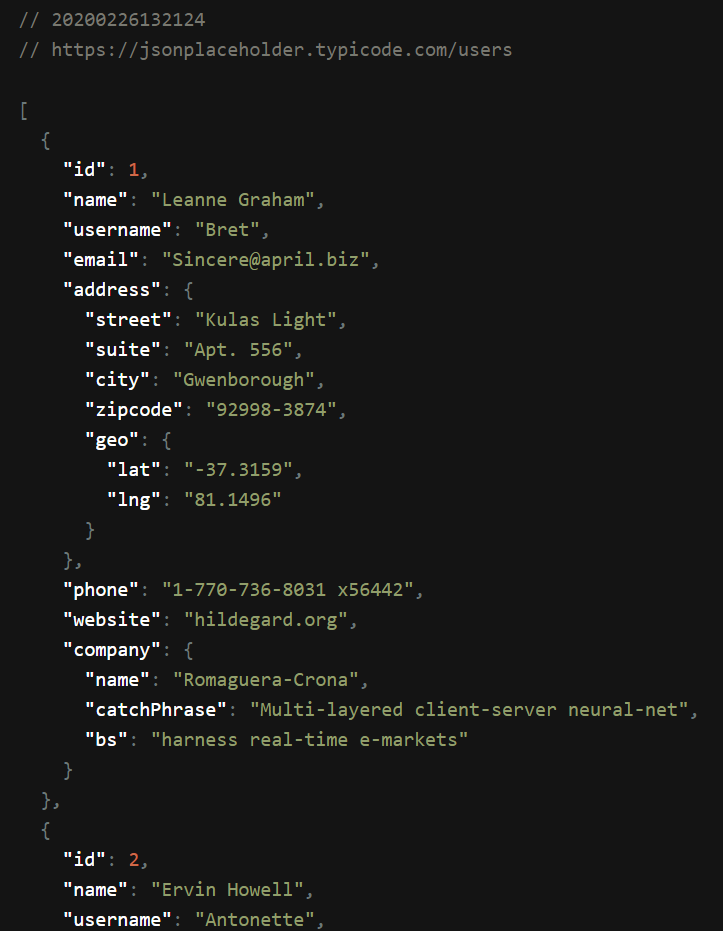 // 20200226132124
// https://jsonplaceholder.typicode.com/users
[
{
"id": 1,
"name": "Leanne Graham",
"username": "Bret",
"email": "Sincere@april.biz",
"address": {
"street": "Kulas Light",
"suite": "Apt. 556",
"city": "Gwenborough",
"zipcode": "92998-3874",
"geo": {
"lat": "-37.3159",
"lng": "81.1496"
}
},
"phone": "1-770-736-8031 x56442",
"website": "hildegard.org",
"company": {
"name": "Romaguera-Crona",
"catchPhrase": "Multi-layered client-server neural-net",
"bs": "harness real-time e-markets"
}
},
{
"id": 2,
"name": "Ervin Howell",
"username": "Antonette",